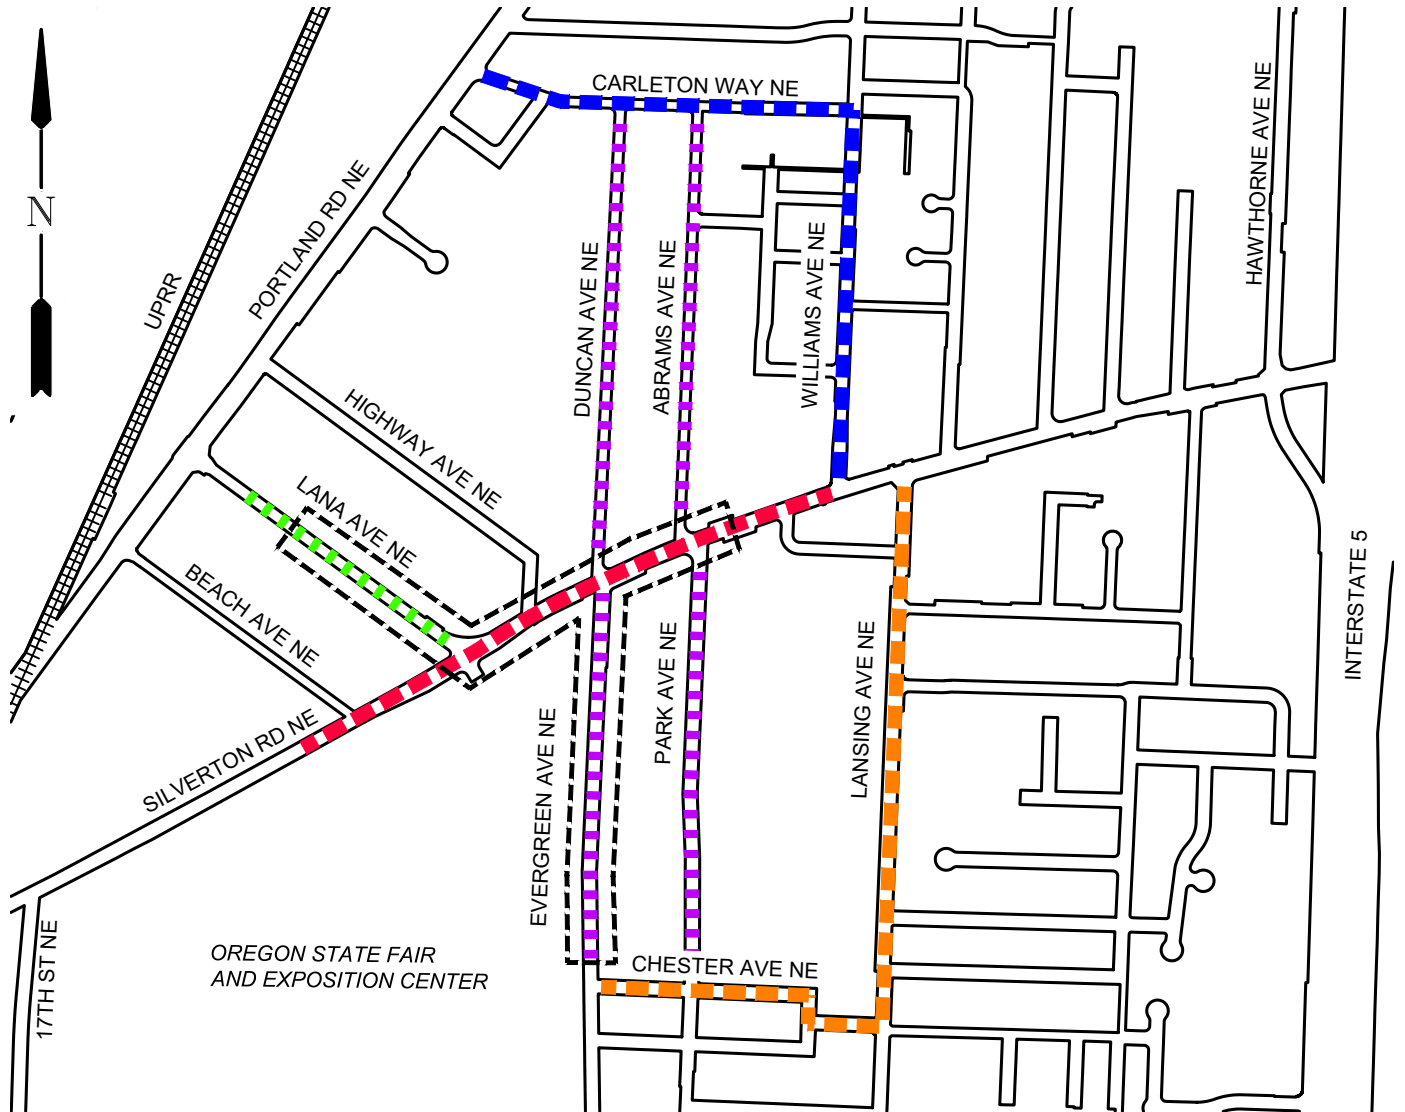 CARLETON WAY NE
HAWTHORNE AVE NE
N
PORTLAND RD NE
UPRR
DUNCAN AVE NE
ABRAMS AVE NE
WILLIAMS AVE NE
HIGHWAY AVE NE
LANA AVE NE
BEACH AVE NE
INTERSTATE 5
PARK AVE NE
LANSING AVE NE
SILVERTON RD NE
EVERGREEN AVE NE
17TH ST NE
OREGON STATE FAIR
AND EXPOSITION CENTER
CHESTER AVE NE